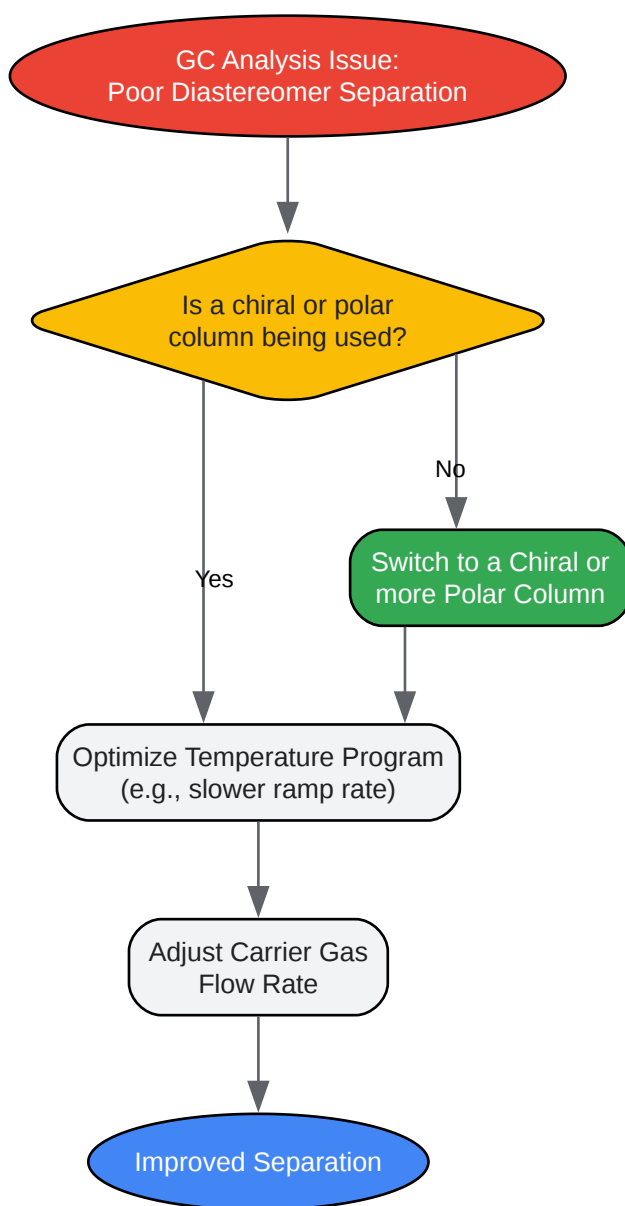 GC Analysis Issue:
Poor Diastereomer Separation
Is a chiral or polar
column being used?
No
Switch to a Chiral or
more Polar Column
Yes
Optimize Temperature Program
(e.g., slower ramp rate)
Adjust Carrier Gas
Flow Rate
Improved Separation